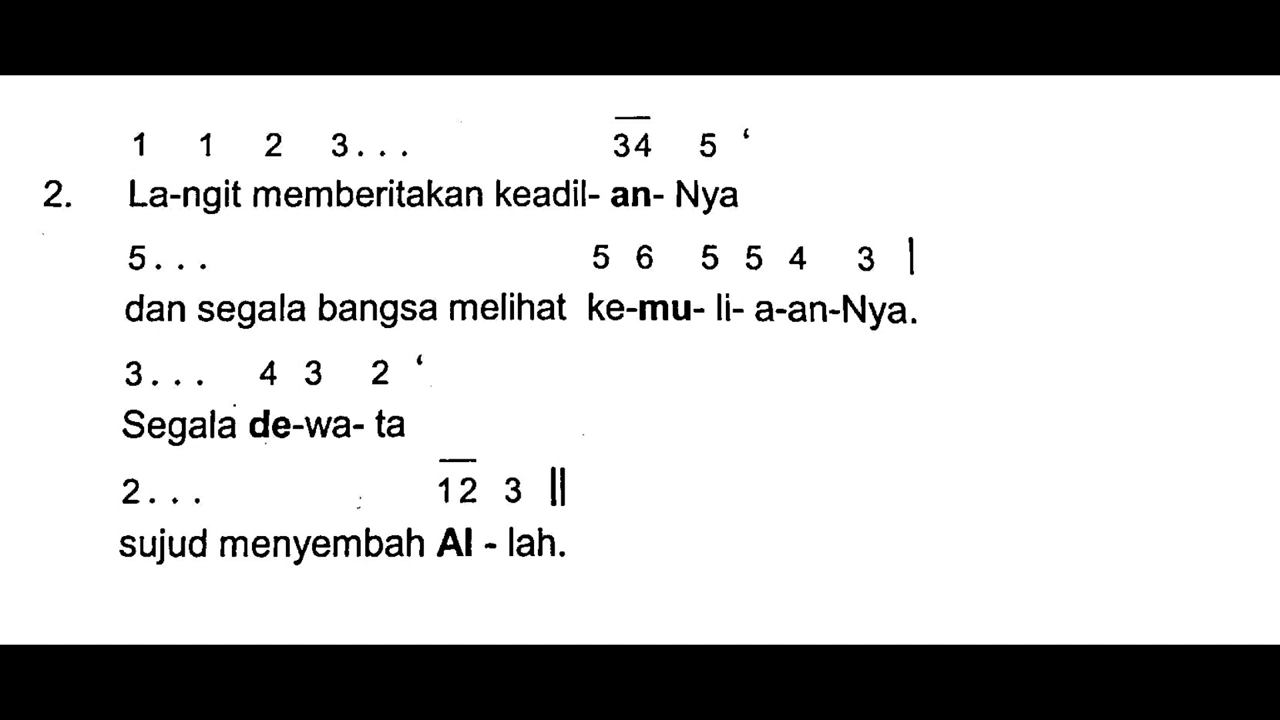 1 1 2 3... 34 5 ‘
2. La-ngit memberitakan keadil- an- Nya
5... 5 6 5 5 4 3 |
dan segala bangsa melihat ke-mu- li- a-an-Nya.
3... 4 3 2 ‘
Segala de-wa- ta
2... 12 3 ||
sujud menyembah Al - lah.